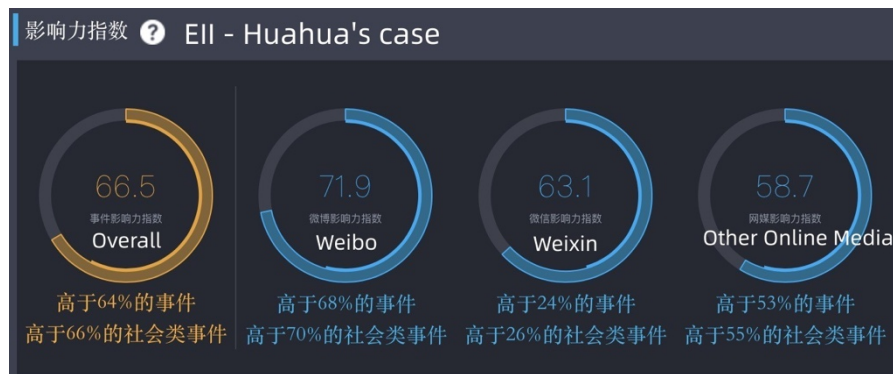 影响力指数 ? EII - Huahua's case
66.5
事件影响力指数
Overall
高于64%的事件
高于66%的社会类事件
71.9
微博影响力指数
Weibo
高于68%的事件
高于70%的社会类事件
63.1
微信影响力指数
Weixin
高于24%的事件
高于26%的社会类事件
58.7
网媒影响力指数
Other Online Media
高于53%的事件
高于55%的社会类事件